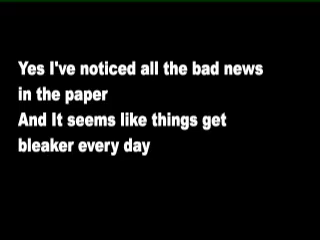 Yes I've noticed all the bad news
in the paper
And It seems like things get
bleaker every day